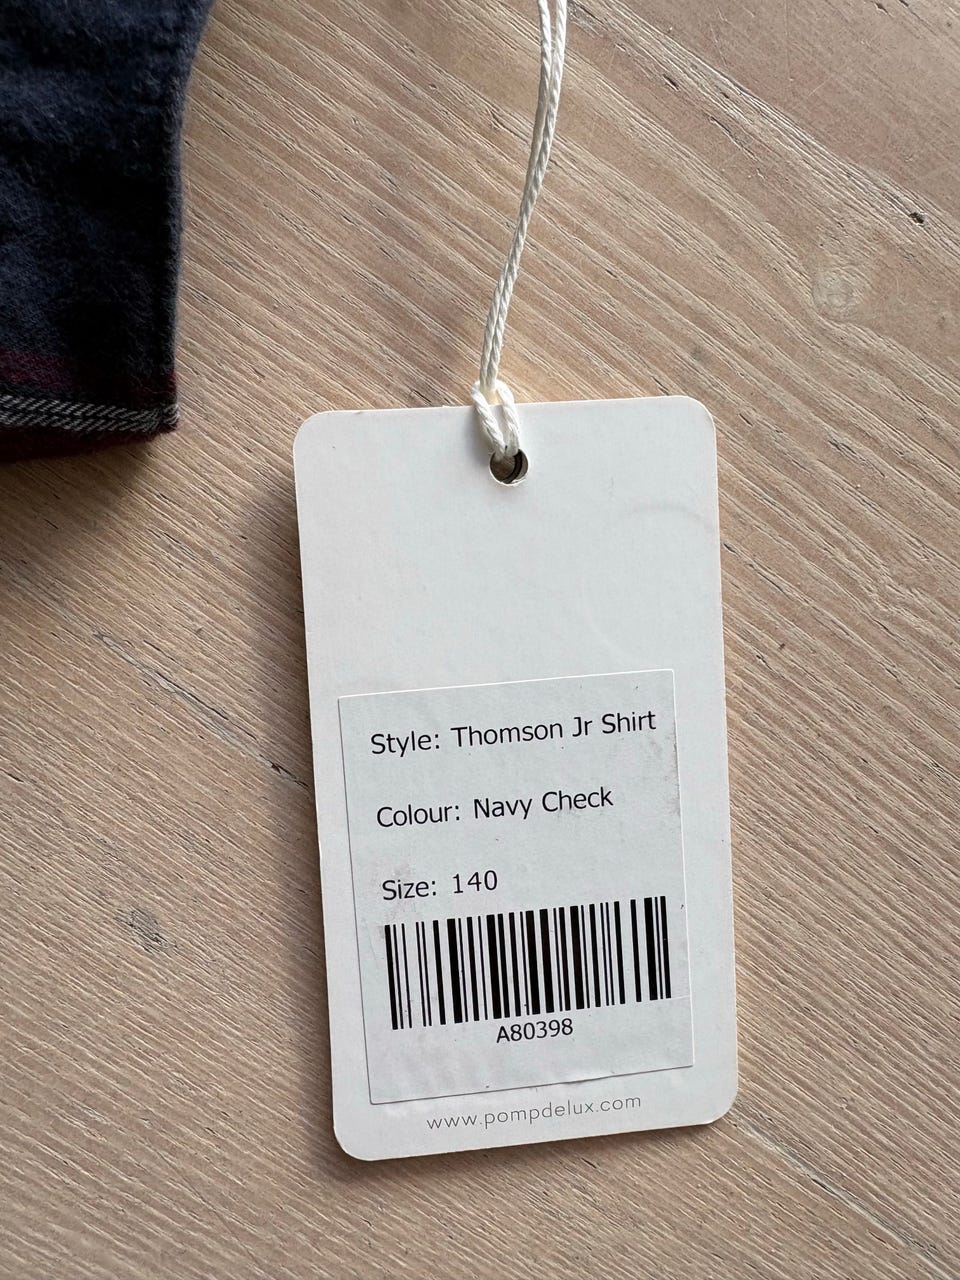 Style: Thomson Jr Shirt
Colour: Navy Check
Size: 140
A80398
www.pompdelux.com